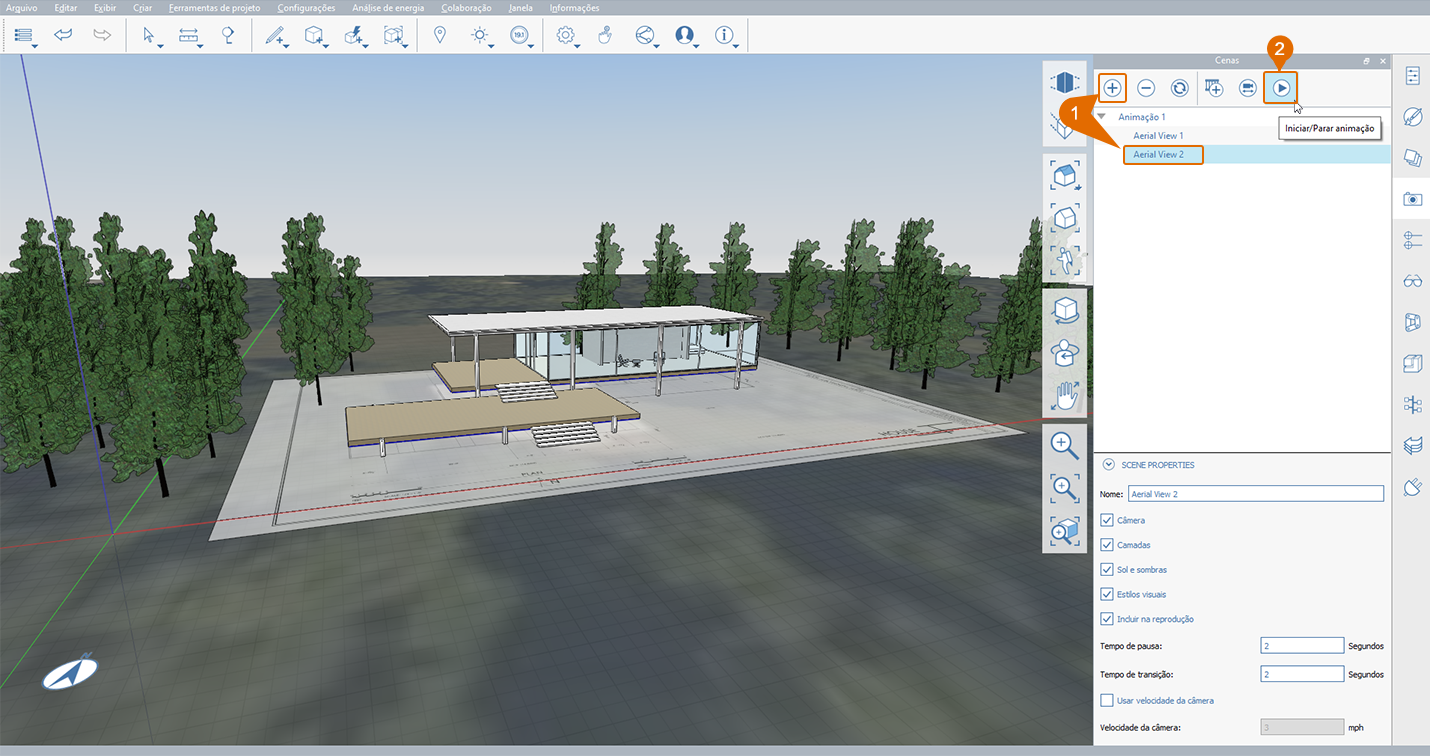 Arquivo Editar Exibir Criar Ferramentas de projeto Configurações Análise de energia Colaboração Janela Informações
19.1
Cenas
2
1
Animação 1
Aerial View 1
Aerial View 2
Iniciar/Parar animação
SCENE PROPERTIES
Nome: Aerial View 2
Câmera
Camadas
Sol e sombras
Estilos visuais
Incluir na reprodução
Tempo de pausa: 2 Segundos
Tempo de transição: 2 Segundos
Usar velocidade da câmera
Velocidade da câmera: 3 mph
PLAN